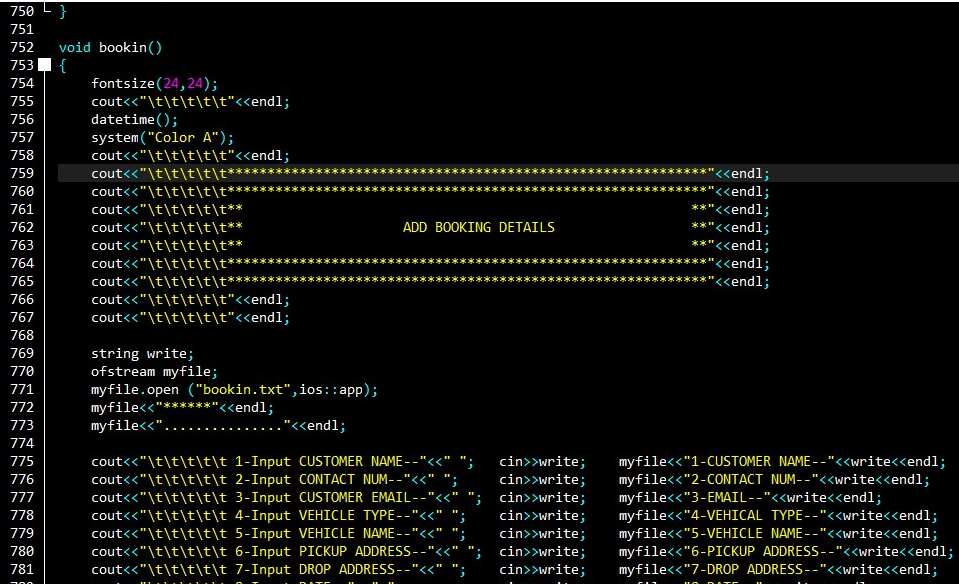 750 }
751
752 void bookin()
753 {
754 fontsize(24,24);
755 cout<<"\t\t\t\t\t"<<endl;
756 datetime();
757 system("Color A");
758 cout<<"\t\t\t\t\t"<<endl;
759 cout<<"\t\t\t\t\t************************************************************"<<endl;
760 cout<<"\t\t\t\t\t************************************************************"<<endl;
761 cout<<"\t\t\t\t\t**                                                        **"<<endl;
762 cout<<"\t\t\t\t\t**                    ADD BOOKING DETAILS                 **"<<endl;
763 cout<<"\t\t\t\t\t**                                                        **"<<endl;
764 cout<<"\t\t\t\t\t************************************************************"<<endl;
765 cout<<"\t\t\t\t\t************************************************************"<<endl;
766 cout<<"\t\t\t\t\t"<<endl;
767 cout<<"\t\t\t\t\t"<<endl;
768
769 string write;
770 ofstream myfile;
771 myfile.open ("bookin.txt",ios::app);
772 myfile<<"******"<<endl;
773 myfile<<"..............."<<endl;
774
775 cout<<"\t\t\t\t\t 1-Input CUSTOMER NAME--"<<" ";   cin>>write;    myfile<<"1-CUSTOMER NAME--"<<write<<endl;
776 cout<<"\t\t\t\t\t 2-Input CONTACT NUM--"<<" ";     cin>>write;    myfile<<"2-CONTACT NUM--"<<write<<endl;
777 cout<<"\t\t\t\t\t 3-Input CUSTOMER EMAIL--"<<" ";  cin>>write;    myfile<<"3-EMAIL--"<<write<<endl;
778 cout<<"\t\t\t\t\t 4-Input VEHICLE TYPE--"<<" ";    cin>>write;    myfile<<"4-VEHICAL TYPE--"<<write<<endl;
779 cout<<"\t\t\t\t\t 5-Input VEHICLE NAME--"<<" ";    cin>>write;    myfile<<"5-VEHICLE NAME--"<<write<<endl;
780 cout<<"\t\t\t\t\t 6-Input PICKUP ADDRESS--"<<" ";  cin>>write;    myfile<<"6-PICKUP ADDRESS--"<<write<<endl;
781 cout<<"\t\t\t\t\t 7-Input DROP ADDRESS--"<<" ";    cin>>write;    myfile<<"7-DROP ADDRESS--"<<write<<endl;